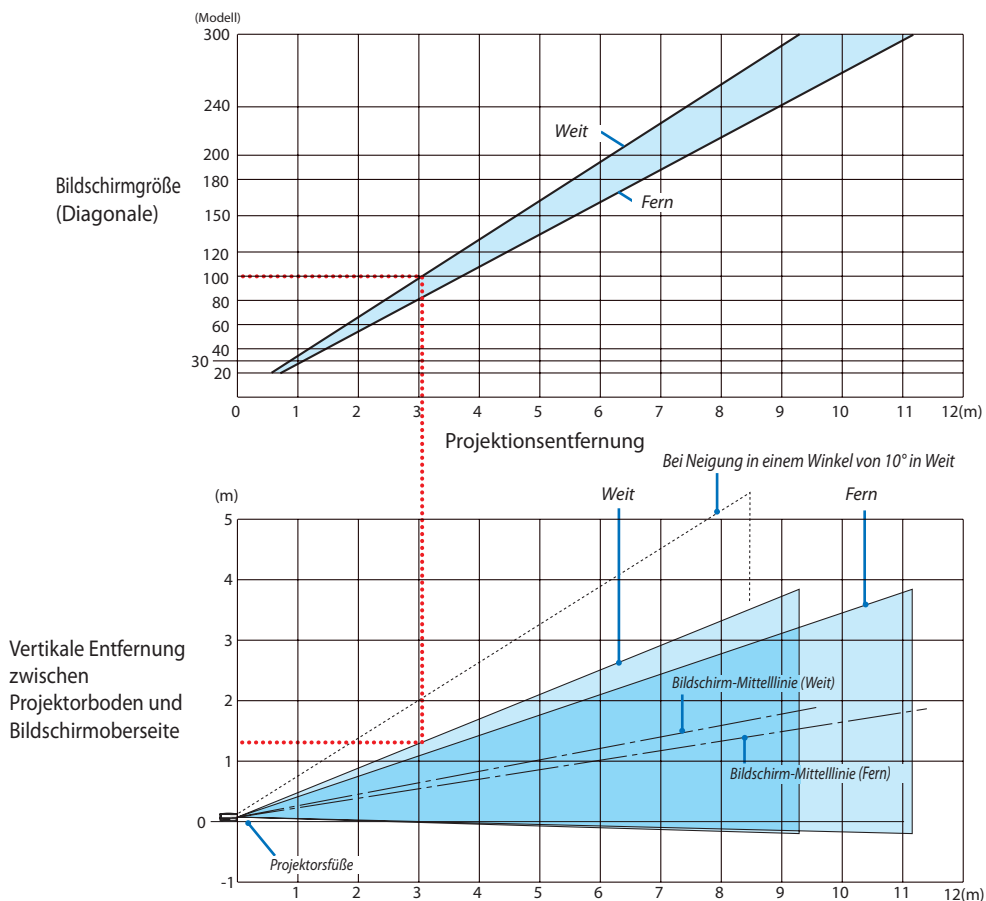 (Modell)
300
240
200
180
150
120
100
80
60
40
30
20
Weit
Fern
Bildschirmgröße
(Diagonale)
0 1 2 3 4 5 6 7 8 9 10 11 12(m)
Projektionsentfernung
Bei Neigung in einem Winkel von 10° in Weit
(m)
Weit
Fern
5
4
3
2
1
0
-1
Vertikale Entfernung
zwischen
Projektorboden und
Bildschirmoberseite
Bildschirm-Mittelllinie (Weit)
Bildschirm-Mittelllinie (Fern)
Projektorsfüße
1 2 3 4 5 6 7 8 9 10 11 12(m)